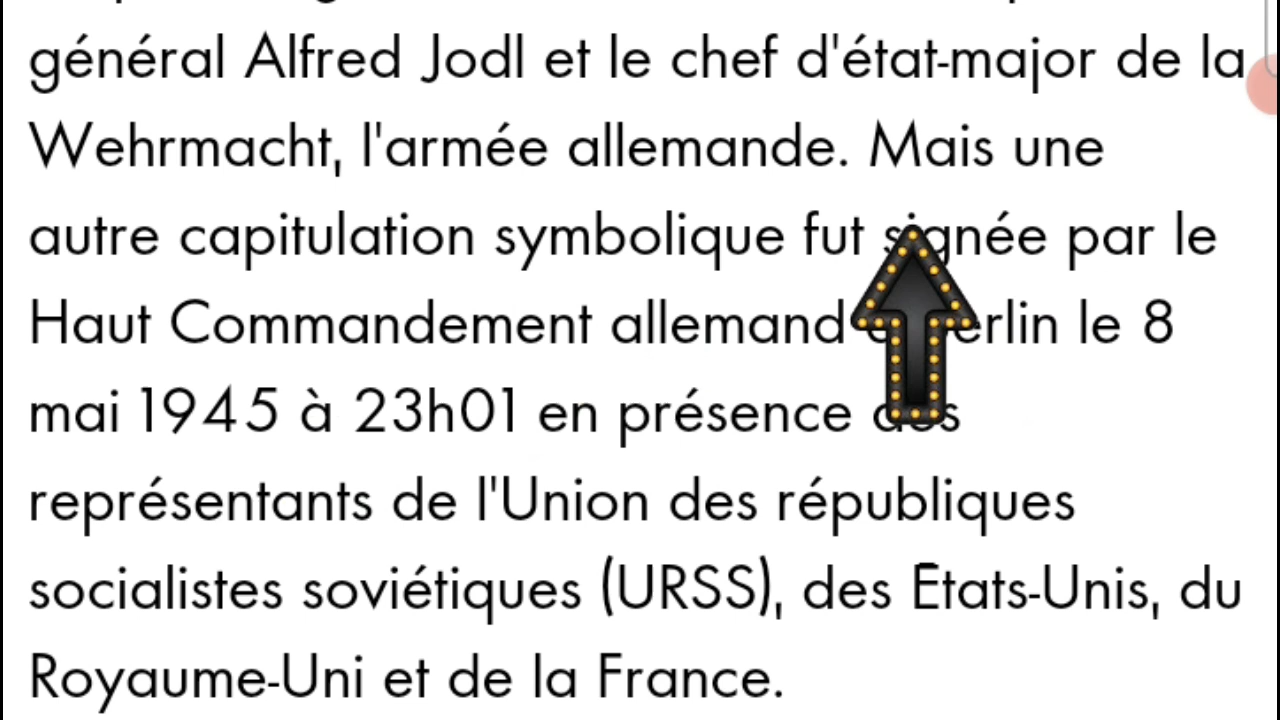 général Alfred Jodl et le chef d'état-major de la
Wehrmacht, l'armée allemande. Mais une
autre capitulation symbolique fut signée par le
Haut Commandement allemand le 8
mai 1945 à 23h01 en présence des
représentants de l'Union des républiques
socialistes soviétiques (URSS), des Etats-Unis, du
Royaume-Uni et de la France.